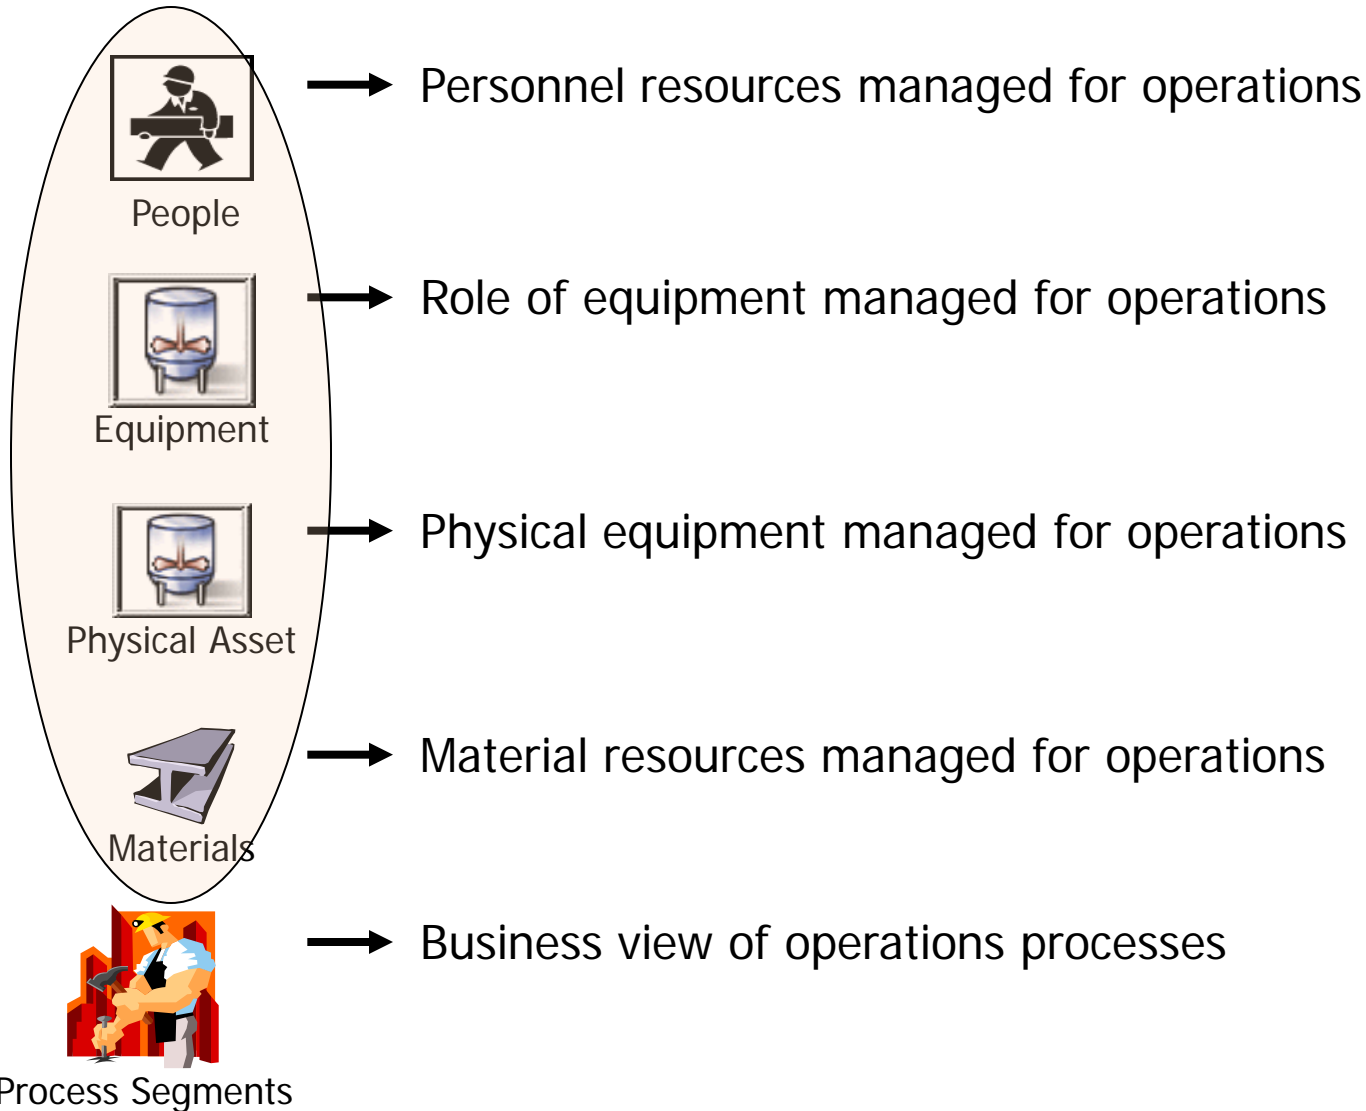 Personnel resources managed for operations
People
Role of equipment managed for operations
Equipment
Physical equipment managed for operations
Physical Asset
Material resources managed for operations
Materials
Business view of operations processes
Process Segments